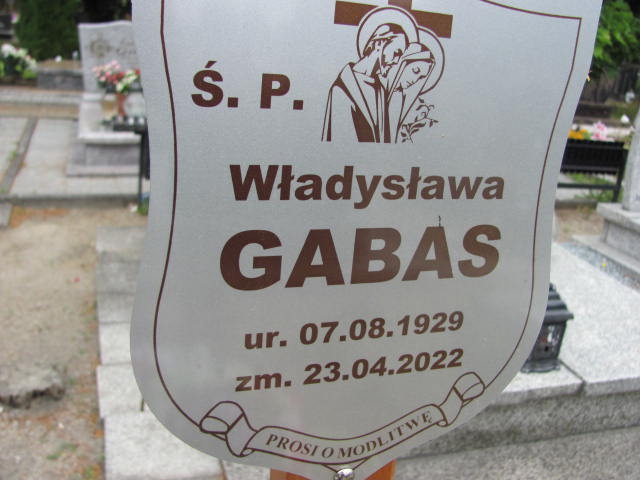 Ś. P.
Władysława
GABAS
ur. 07.08.1929
zm. 23.04.2022
PROSI O MODLITWĘ